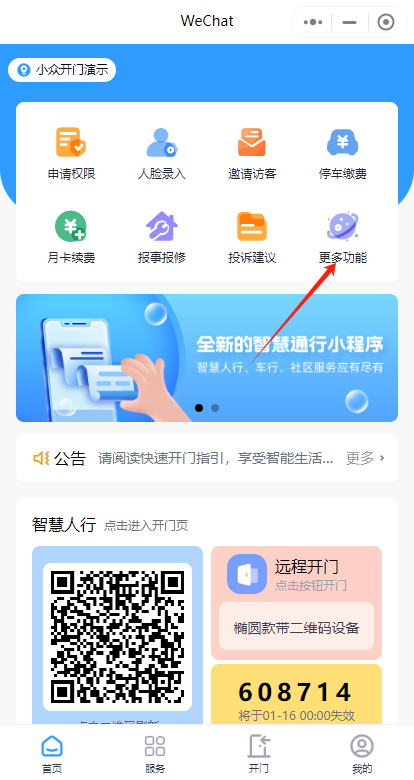 WeChat
小众开门演示
申请权限 人脸录入 邀请访客 停车缴费
月卡续费 报事报修 投诉建议 更多功能
全新的智慧通行小程序
智慧人行、车行、社区服务应有尽有
公告 请阅读快速开门指引，享受智能生活... 更多 >
智慧人行 点击进入开门页
远程开门
点击按钮开门
椭圆款带二维码设备
608714
将于01-16 00:00失效
首页 服务 开门 我的